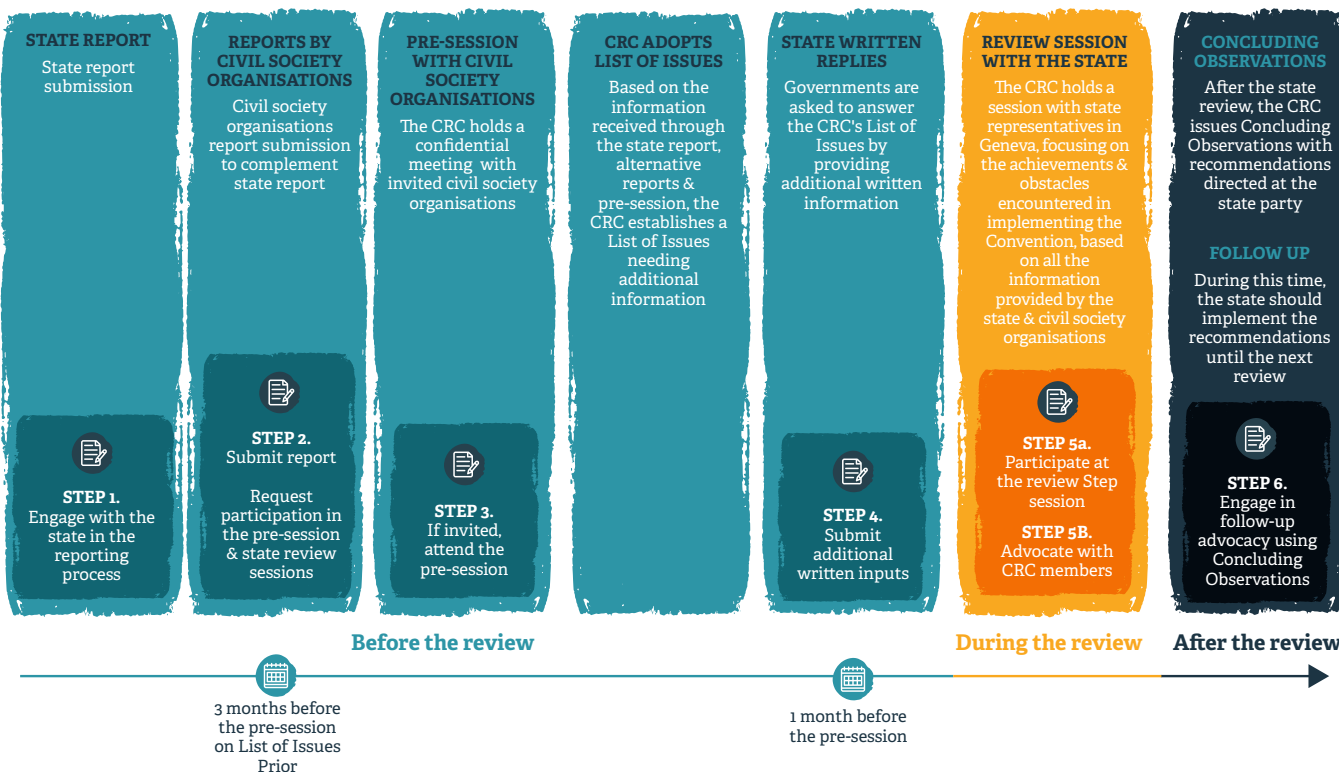 STATE REPORT
State report
submission
STEP 1.
Engage with the
state in the
reporting
process
REPORTS BY
CIVIL SOCIETY
ORGANISATIONS
Civil society
organisations
report submission
to complement
state report
STEP 2.
Submit report
Request
participation in
the pre-session
& state review
sessions
PRE-SESSION
WITH CIVIL
SOCIETY
ORGANISATIONS
The CRC holds a
confidential
meeting with
invited civil society
organisations
STEP 3.
If invited,
attend the
pre-session
CRC ADOPTS
LIST OF ISSUES
Based on the
information
received through
the state report,
alternative
reports &
pre-session, the
CRC establishes a
List of Issues
needing
additional
information
STATE WRITTEN
REPLIES
Governments are
asked to answer
the CRC's List of
Issues by
providing
additional written
information
STEP 4.
Submit
additional
written inputs
REVIEW SESSION
WITH THE STATE
The CRC holds a
session with state
representatives in
Geneva, focusing on
the achievements &
obstacles
encountered in
implementing the
Convention, based
on all the
information
provided by the
state & civil society
organisations
STEP 5a.
Participate at
the review Step
session
STEP 5B.
Advocate with
CRC members
CONCLUDING
OBSERVATIONS
After the state
review, the CRC
issues Concluding
Observations with
recommendations
directed at the
state party
FOLLOW UP
During this time,
the state should
implement the
recommendations
until the next
review
STEP 6.
Engage in
follow-up
advocacy using
Concluding
Observations
Before the review
During the review
After the review
3 months before
the pre-session
on List of Issues
Prior
1 month before
the pre-session